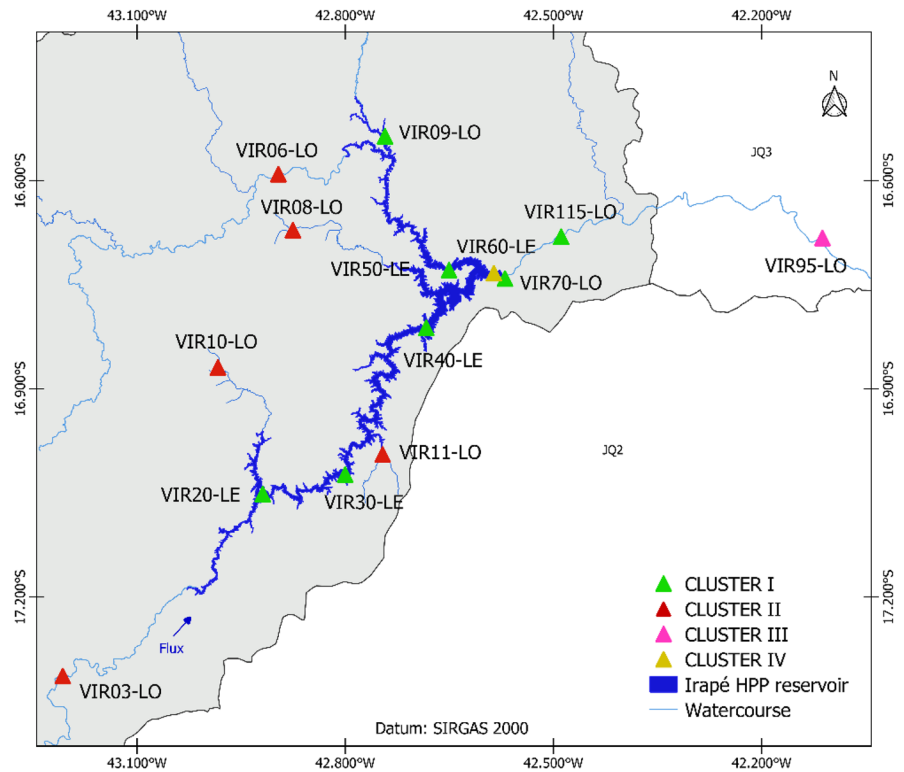 43.100°W 42.800°W 42.500°W 42.200°W
N
VIR09-LO
JQ3
VIR06-LO
16.600°S 16.600°S
VIR08-LO
VIR115-LO
VIR60-LE
VIR50-LE
VIR95-LO
VIR70-LO
VIR10-LO
VIR40-LE
16.900°S 16.900°S
VIR11-LO
JQ2
VIR20-LE
VIR30-LE
CLUSTER I
17.200°S 17.200°S
CLUSTER II
CLUSTER III
Flux
CLUSTER IV
Irapé HPP reservoir
VIR03-LO
Watercourse
Datum: SIRGAS 2000
43.100°W 42.800°W 42.500°W 42.200°W